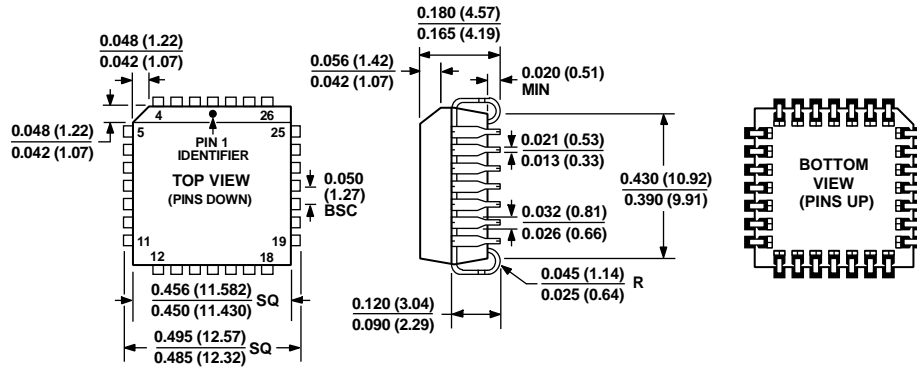 0.180 (4.57)
0.165 (4.19)
0.048 (1.22)
0.042 (1.07)
0.056 (1.42)
0.042 (1.07)
0.020 (0.51)
MIN
0.048 (1.22)
0.042 (1.07)
4
26
5
25
PIN 1
IDENTIFIER
TOP VIEW
(PINS DOWN)
0.050
(1.27)
BSC
11
19
12
18
0.021 (0.53)
0.013 (0.33)
0.032 (0.81)
0.026 (0.66)
0.430 (10.92)
0.390 (9.91)
BOTTOM
VIEW
(PINS UP)
0.456 (11.582)
0.450 (11.430)
SQ
0.495 (12.57)
0.485 (12.32)
SQ
0.120 (3.04)
0.090 (2.29)
0.045 (1.14)
0.025 (0.64)
R